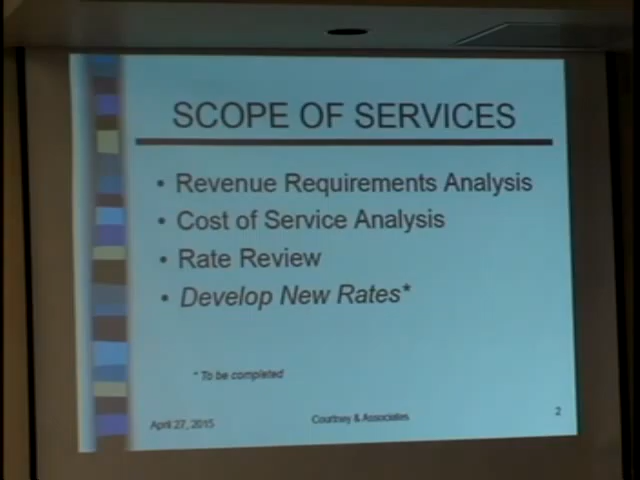 SCOPE OF SERVICES
• Revenue Requirements Analysis
• Cost of Service Analysis
• Rate Review
• Develop New Rates*
* To be completed
April 27, 2015
Courtney & Associates
2